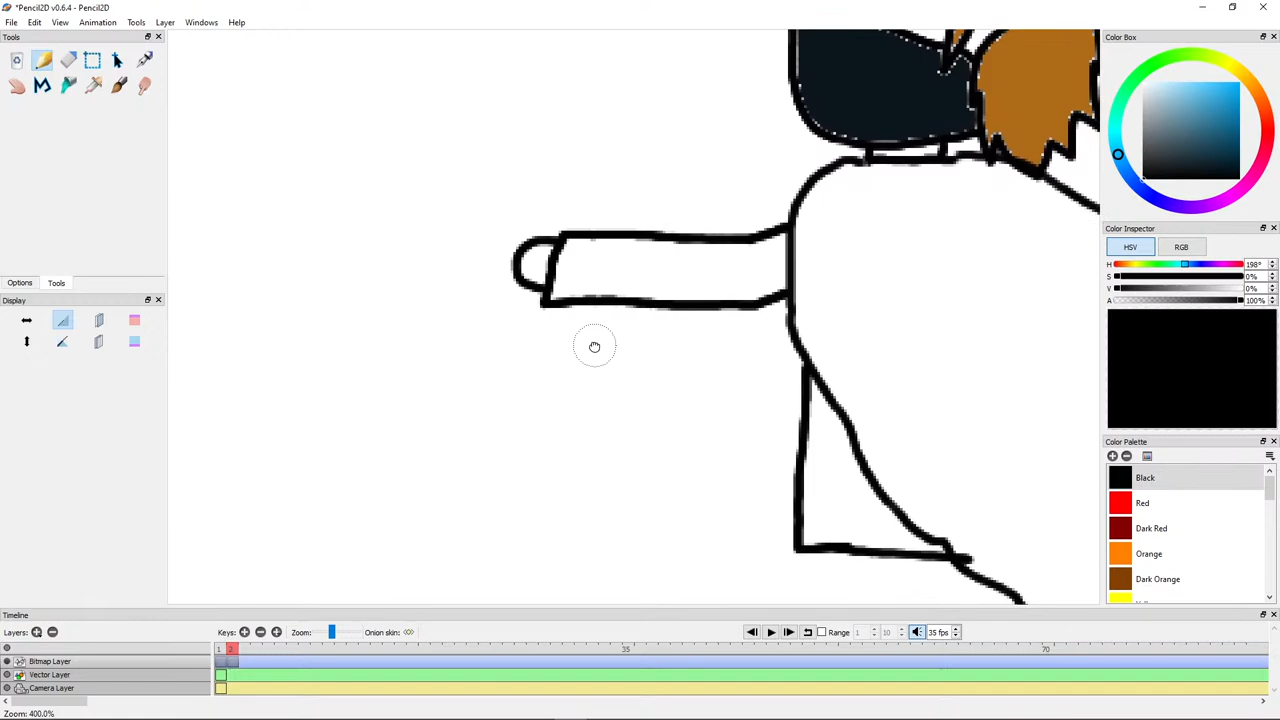 *Pencil2D v0.6.4 - Pencil2D
File Edit View Animation Tools Layer Windows Help
Tools
Options Tools
Display
Color Box
Color Inspector
HSV RGB
H 198°
S 0%
V 0%
A 100%
Color Palette
Black
Red
Dark Red
Orange
Dark Orange
Timeline
Layers: Keys: Zoom: Onion skin: Range 1 10 35 fps
1 2 35 70
Bitmap Layer
Vector Layer
Camera Layer
Zoom: 400.0%